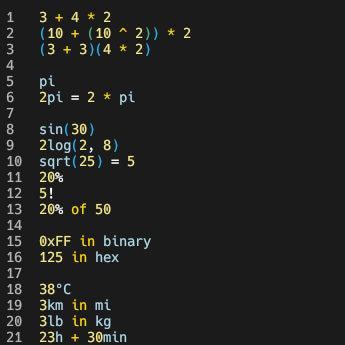 1 3 + 4 * 2
2 (10 + (10 ^ 2)) * 2
3 (3 + 3)(4 * 2)
4
5 pi
6 2pi = 2 * pi
7
8 sin(30)
9 2log(2, 8)
10 sqrt(25) = 5
11 20%
12 5!
13 20% of 50
14
15 0xFF in binary
16 125 in hex
17
18 38°C
19 3km in mi
20 3lb in kg
21 23h + 30min